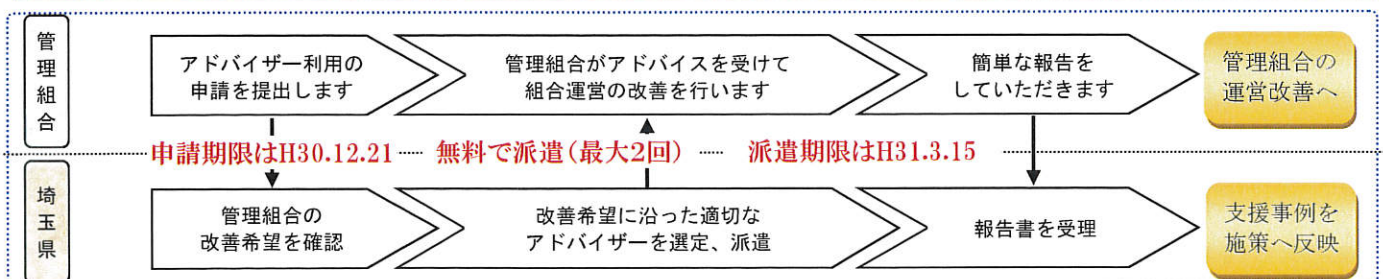 管理組合
アドバイザー利用の
申請を提出します
管理組合がアドバイスを受けて
組合運営の改善を行います
簡単な報告を
していただきます
管理組合の
運営改善へ
申請期限はH30.12.21
無料で派遣(最大2回)
派遣期限はH31.3.15
埼玉県
管理組合の
改善希望を確認
改善希望に沿った適切な
アドバイザーを選定、派遣
報告書を受理
支援事例を
施策へ反映